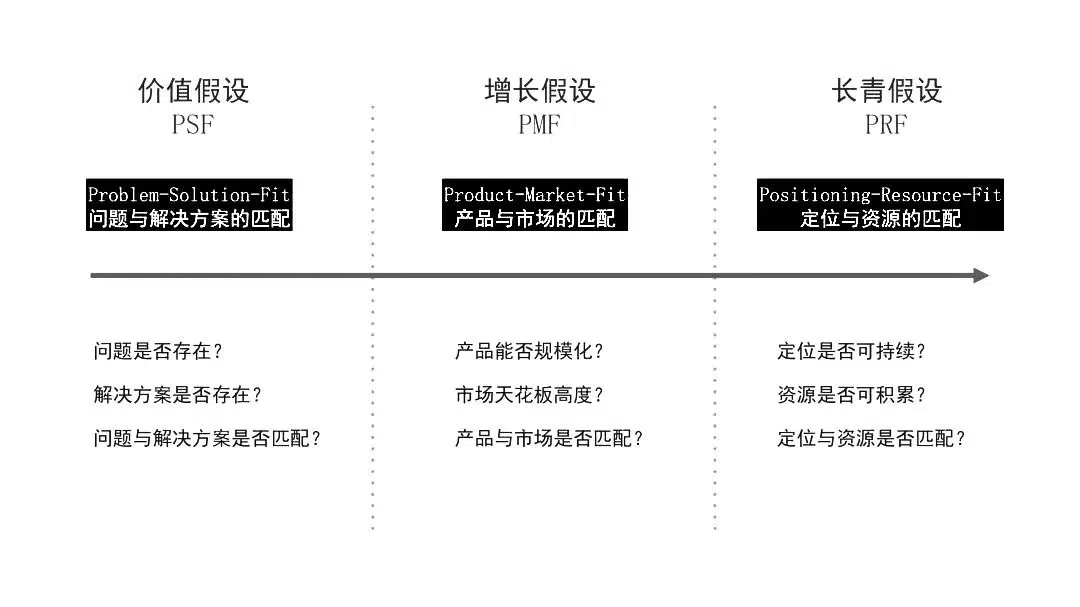 价值假设
PSF
Problem-Solution-Fit
问题与解决方案的匹配
问题是否存在？
解决方案是否存在？
问题与解决方案是否匹配？
增长假设
PMF
Product-Market-Fit
产品与市场的匹配
产品能否规模化？
市场天花板高度？
产品与市场是否匹配？
长青假设
PRF
Positioning-Resource-Fit
定位与资源的匹配
定位是否可持续？
资源是否可积累？
定位与资源是否匹配？